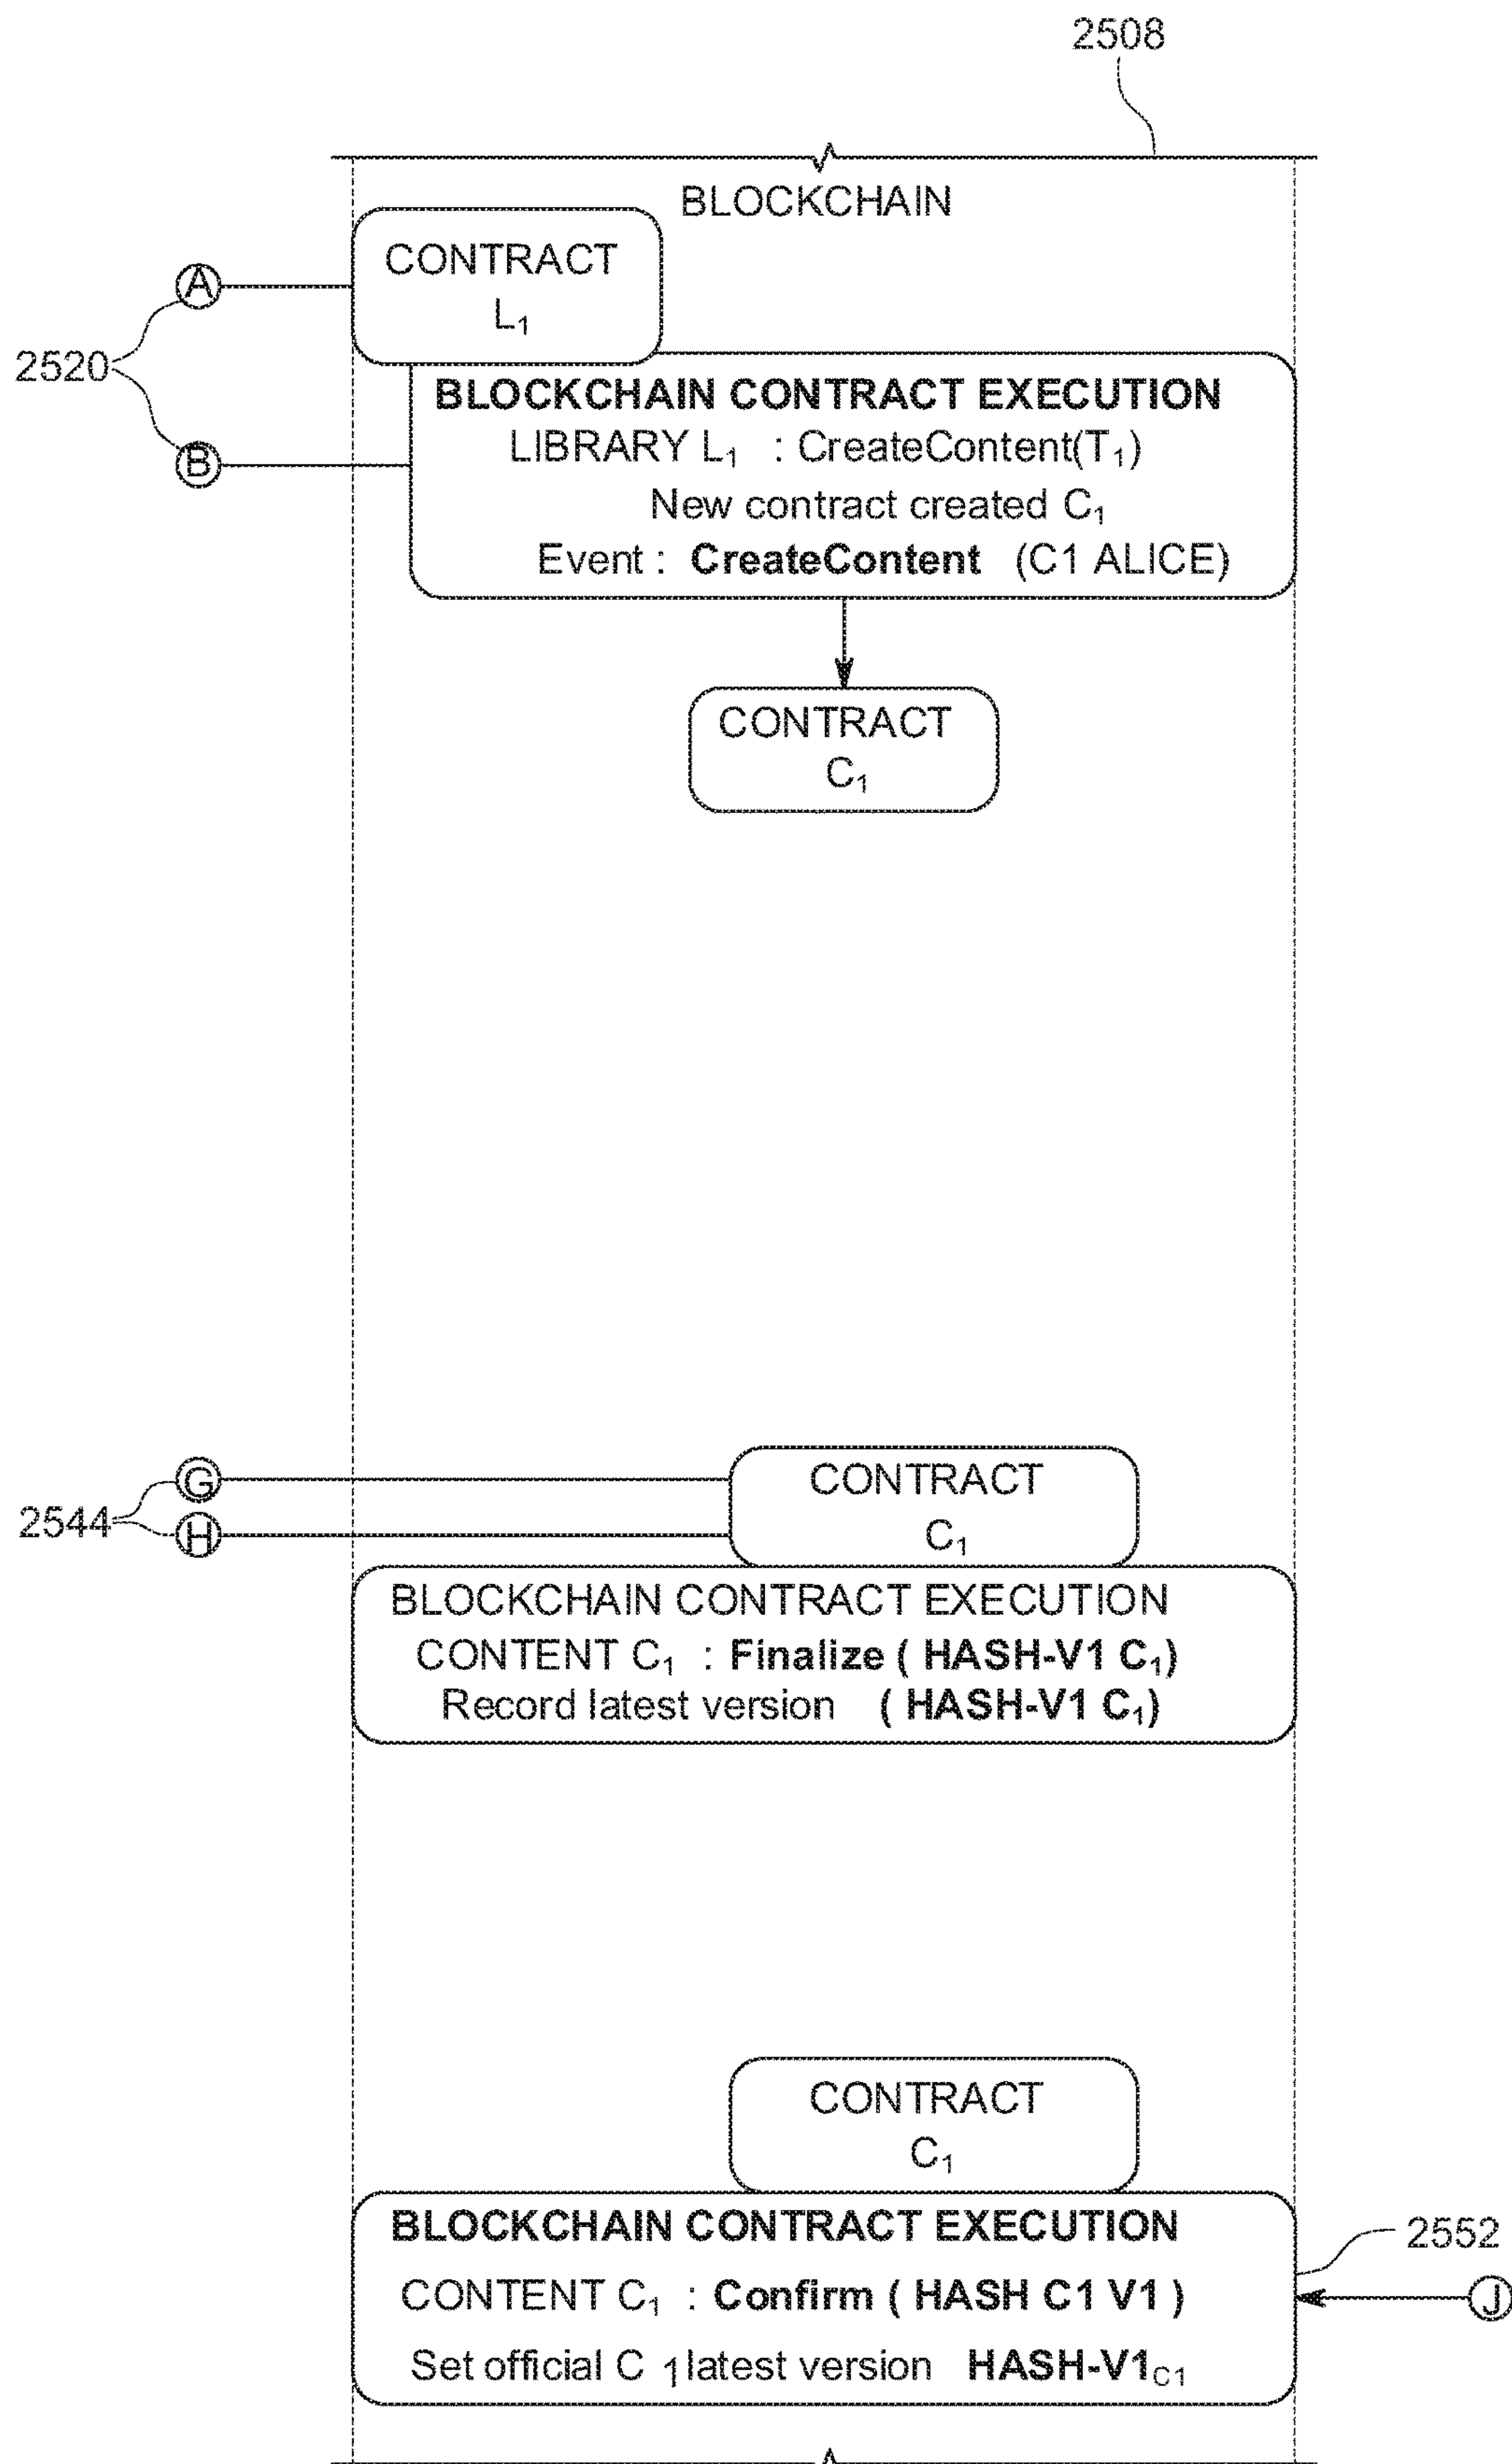 2508
BLOCKCHAIN
CONTRACT
L₁
A
2520
B
BLOCKCHAIN CONTRACT EXECUTION
LIBRARY L₁ : CreateContent(T₁)
New contract created C₁
Event : CreateContent (C1 ALICE)
CONTRACT
C₁
G
2544
H
CONTRACT
C₁
BLOCKCHAIN CONTRACT EXECUTION
CONTENT C₁ : Finalize ( HASH-V1 C₁)
Record latest version ( HASH-V1 C₁)
CONTRACT
C₁
BLOCKCHAIN CONTRACT EXECUTION
2552
CONTENT C₁ : Confirm ( HASH C1 V1 )
J
Set official C ₁ latest version HASH-V1C1